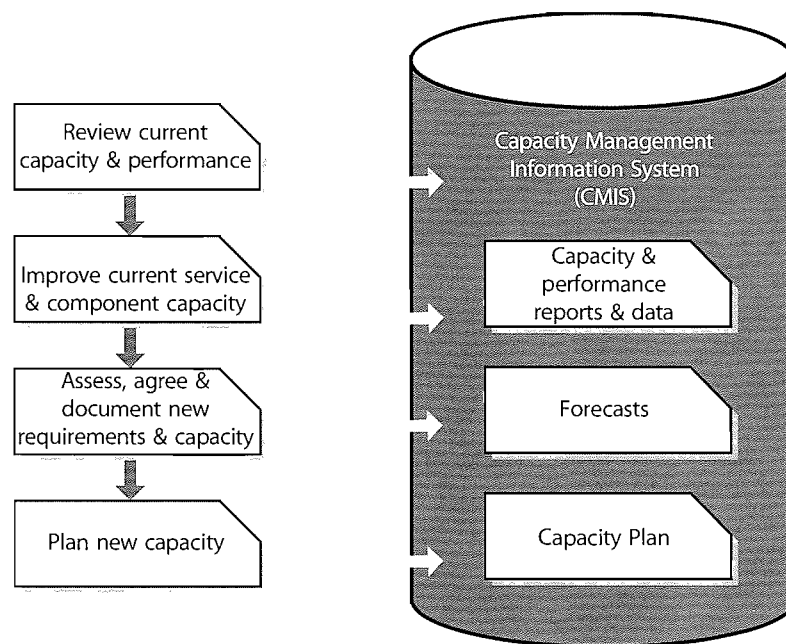 Review current
capacity & performance
Improve current service
& component capacity
Assess, agree &
document new
requirements & capacity
Plan new capacity
Capacity Management
Information System
(CMIS)
Capacity &
performance
reports & data
Forecasts
Capacity Plan